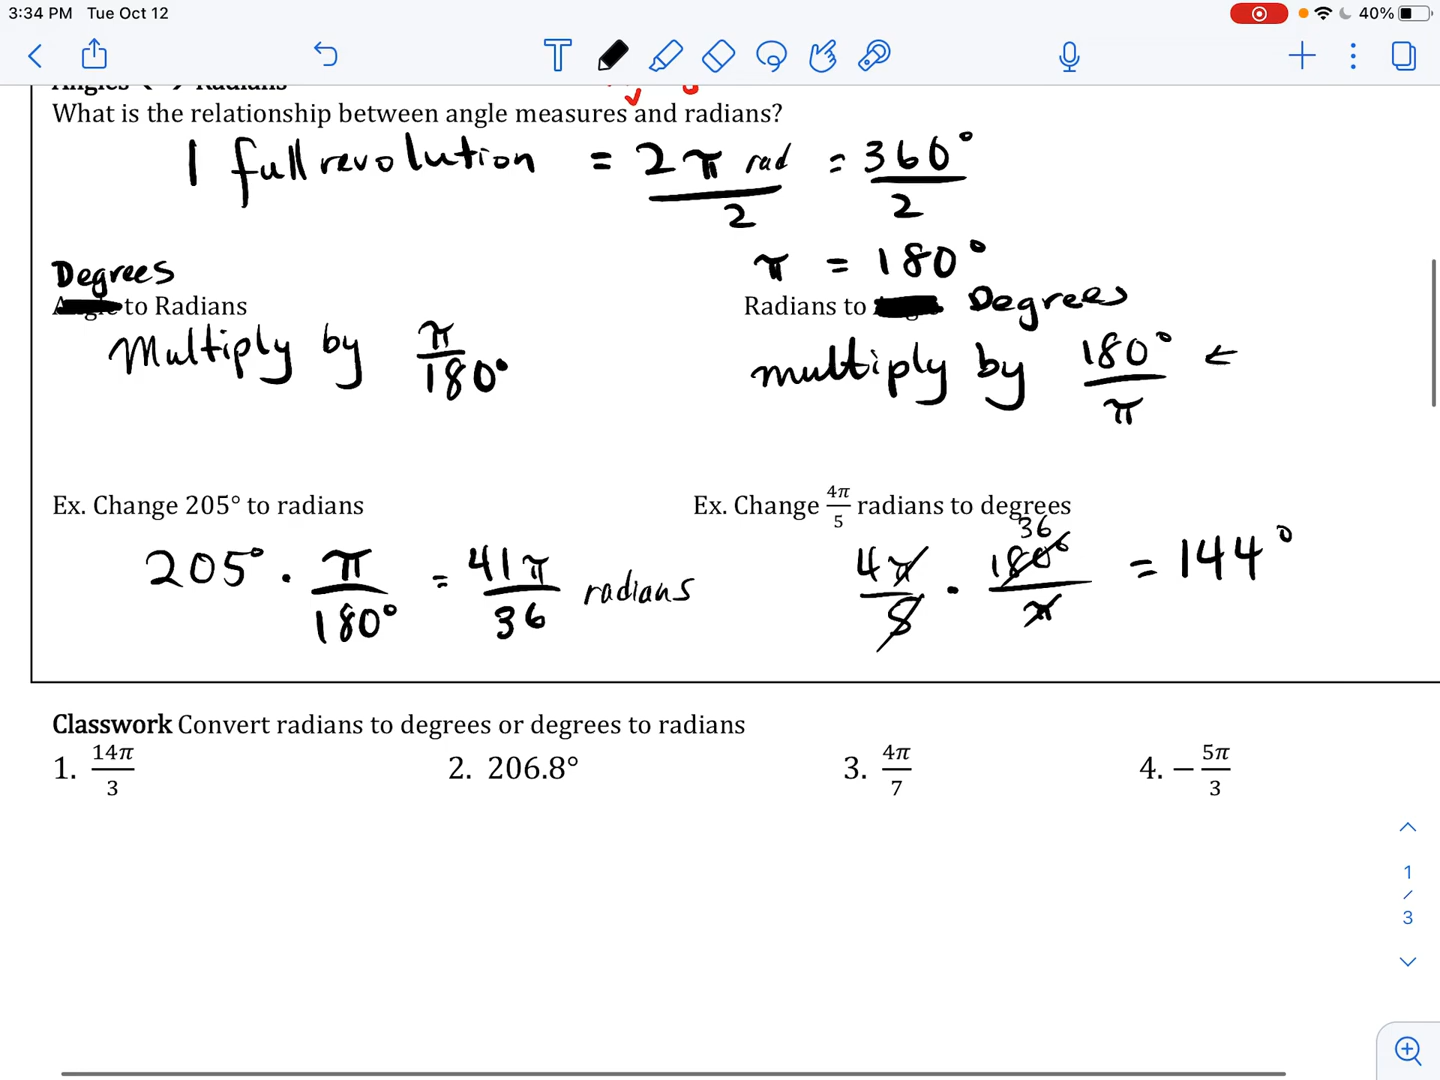 3:34 PM Tue Oct 12
40%
T
What is the relationship between angle measures and radians?
1 full revolution = 2π rad / 2 = 360° / 2
π = 180°
Degrees
to Radians
Radians to Degrees
Multiply by π/180°
multiply by 180°/π ←
Ex. Change 205° to radians
Ex. Change 4π/5 radians to degrees
205° · π/180° = 41π/36 radians
4π/5 · 180°/π = 144°
36
Classwork Convert radians to degrees or degrees to radians
1. 14π/3
2. 206.8°
3. 4π/7
4. −5π/3
1
/
3